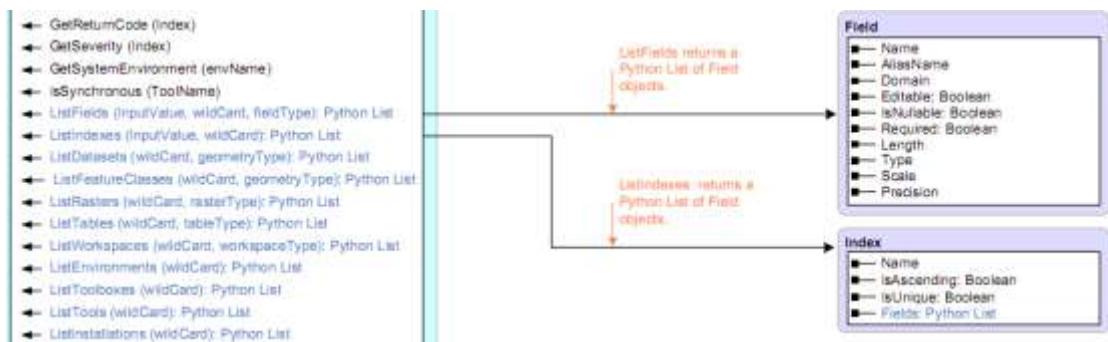 GetReturnCode (Index)
GetSeverity (Index)
GetSystemEnvironment (envName)
IsSynchronous (ToolName)
ListFields (InputValue, wildCard, fieldType): Python List
ListIndexes (InputValue, wildCard): Python List
ListDatasets (wildCard, geometryType): Python List
ListFeatureClasses (wildCard, geometryType): Python List
ListRasters (wildCard, rasterType): Python List
ListTables (wildCard, tableType): Python List
ListWorkspaces (wildCard, workspaceType): Python List
ListEnvironments (wildCard): Python List
ListToolboxes (wildCard): Python List
ListTools (wildCard): Python List
ListInstallations (wildCard): Python List
ListFields returns a
Python List of Field
objects.
ListIndexes returns a
Python List of Field
objects.
Field
Name
AliasName
Domain
Editable: Boolean
IsNullable: Boolean
Required: Boolean
Length
Type
Scale
Precision
Index
Name
IsAscending: Boolean
IsUnique: Boolean
Fields: Python List